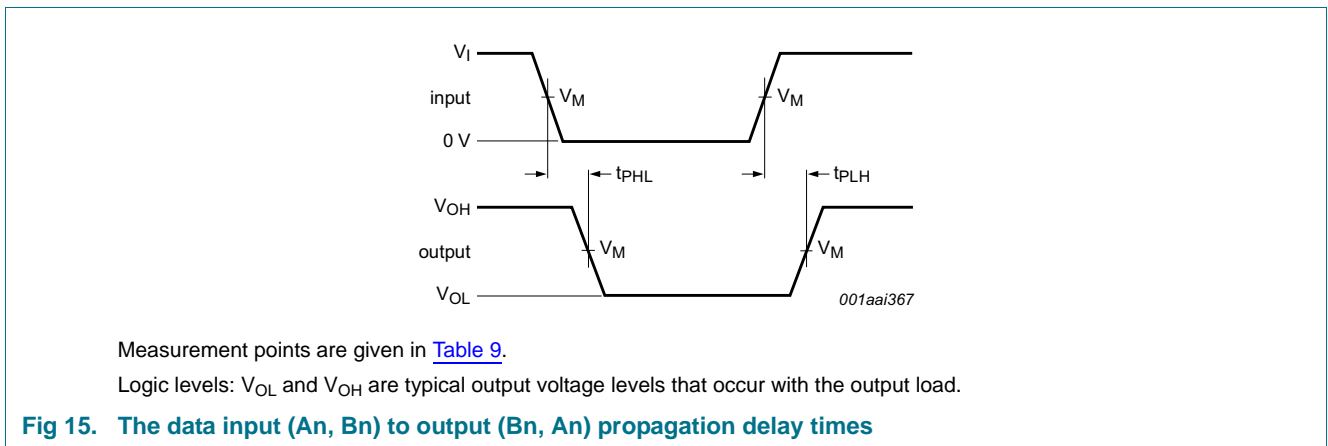 VI
input VM VM
0 V
tPHL tPLH
VOH
output VM VM
VOL
001aai367
Measurement points are given in Table 9.
Logic levels: VOL and VOH are typical output voltage levels that occur with the output load.
Fig 15. The data input (An, Bn) to output (Bn, An) propagation delay times